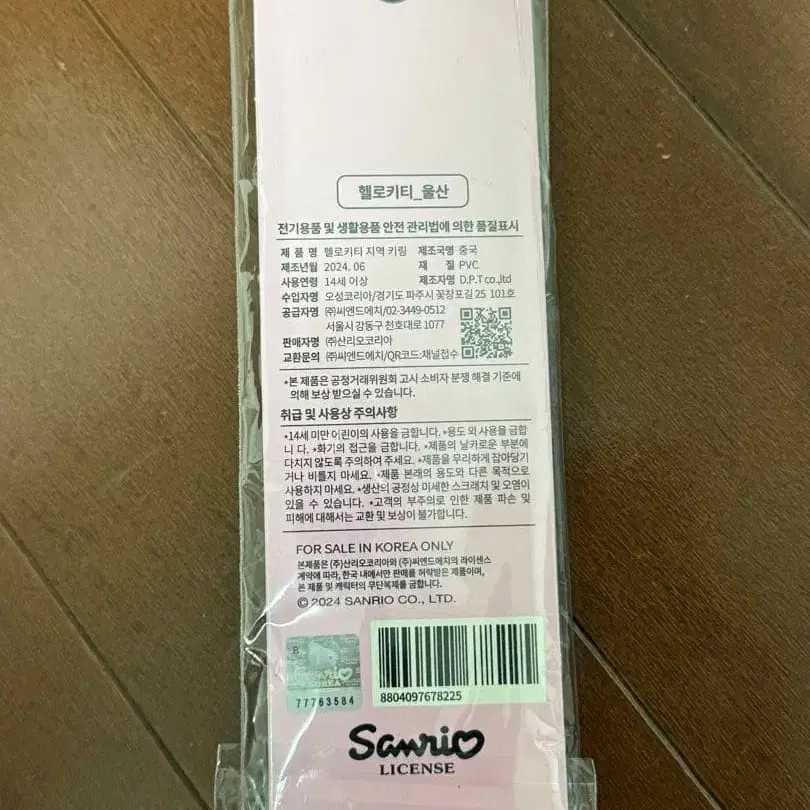 헬로키티_울산
전기용품 및 생활용품 안전 관리법에 의한 품질표시
제 품 명 헬로카티 지역 키링 제조국명 중국
제조년월 2024. 06 재 질 PVC
사용연령 14세 이상 제조자명 D.P.T co.,ltd
수입자명 오성코리아/경기도 파주시 꽃창포길 25 101호
공급자명 (주)씨엔드에치/02-3449-0512
서울시 강동구 천호대로 1077
판매자명 (주)산리오코리아
교환문의 (주)씨엔드에치/QR코드:채널접수
•본 제품은 공정거래위원회 고시 소비자 분쟁 해결 기준에
의해 보상 받으실 수 있습니다.
취급 및 사용상 주의사항
•14세 미만 어린이의 사용을 금합니다. •용도 외 사용을 금합
니 다. •화기의 접근을 금합니다. •제품의 날카로운 부분에
다치지 않도록 주의하여 주세요. •제품을 무리하게 잡아당기
거나 비틀지 마세요. •제품 본래의 용도와 다른 목적으로
사용하지 마세요. •생산의 공정상 미세한 스크래치 및 오염이
있을 수 있습니다. •고객의 부주의로 인한 제품 파손 및
피해에 대해서는 교환 및 보상이 불가합니다.
FOR SALE IN KOREA ONLY
본제품은 (주)산리오코리아와 (주)씨엔드에치의 라이센스
계약에 따라, 한국 내에서만 판매를 허락받은 제품이며,
본 제품 및 캐릭터의 무단복제를 금합니다.
© 2024 SANRIO CO., LTD.
8
77763584
8804097678225
Sanrio
LICENSE